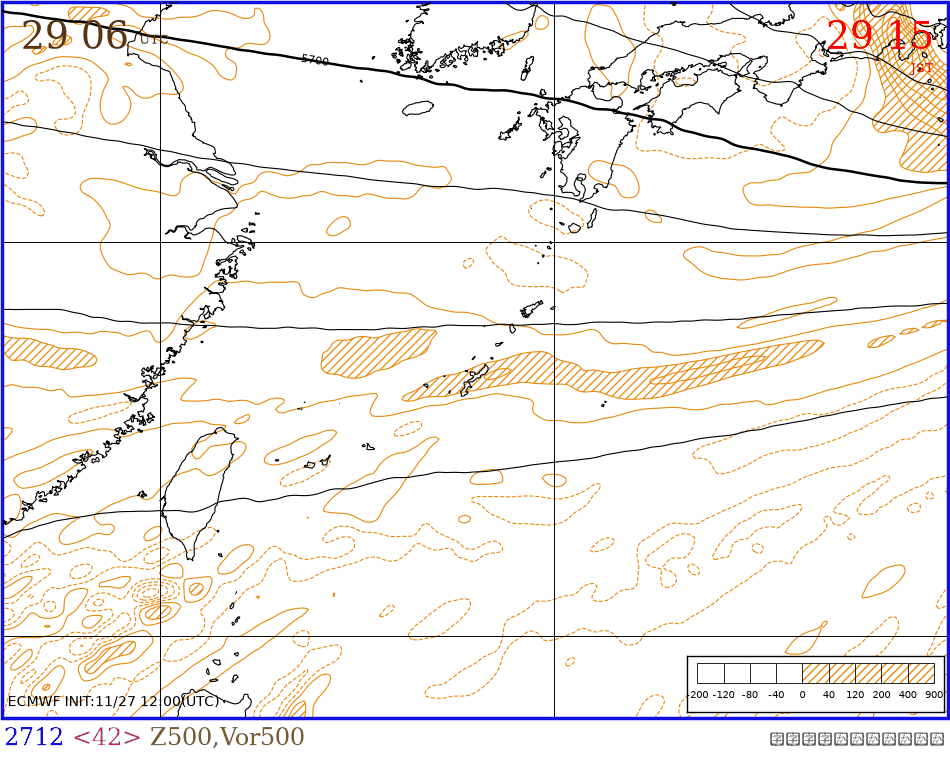 29 06 UTC
29 15 JST
5700
-200 -120 -80 -40 0 40 120 200 400 900
ECMWF INIT:11/27 12:00(UTC)
2712 <42> Z500,Vor500